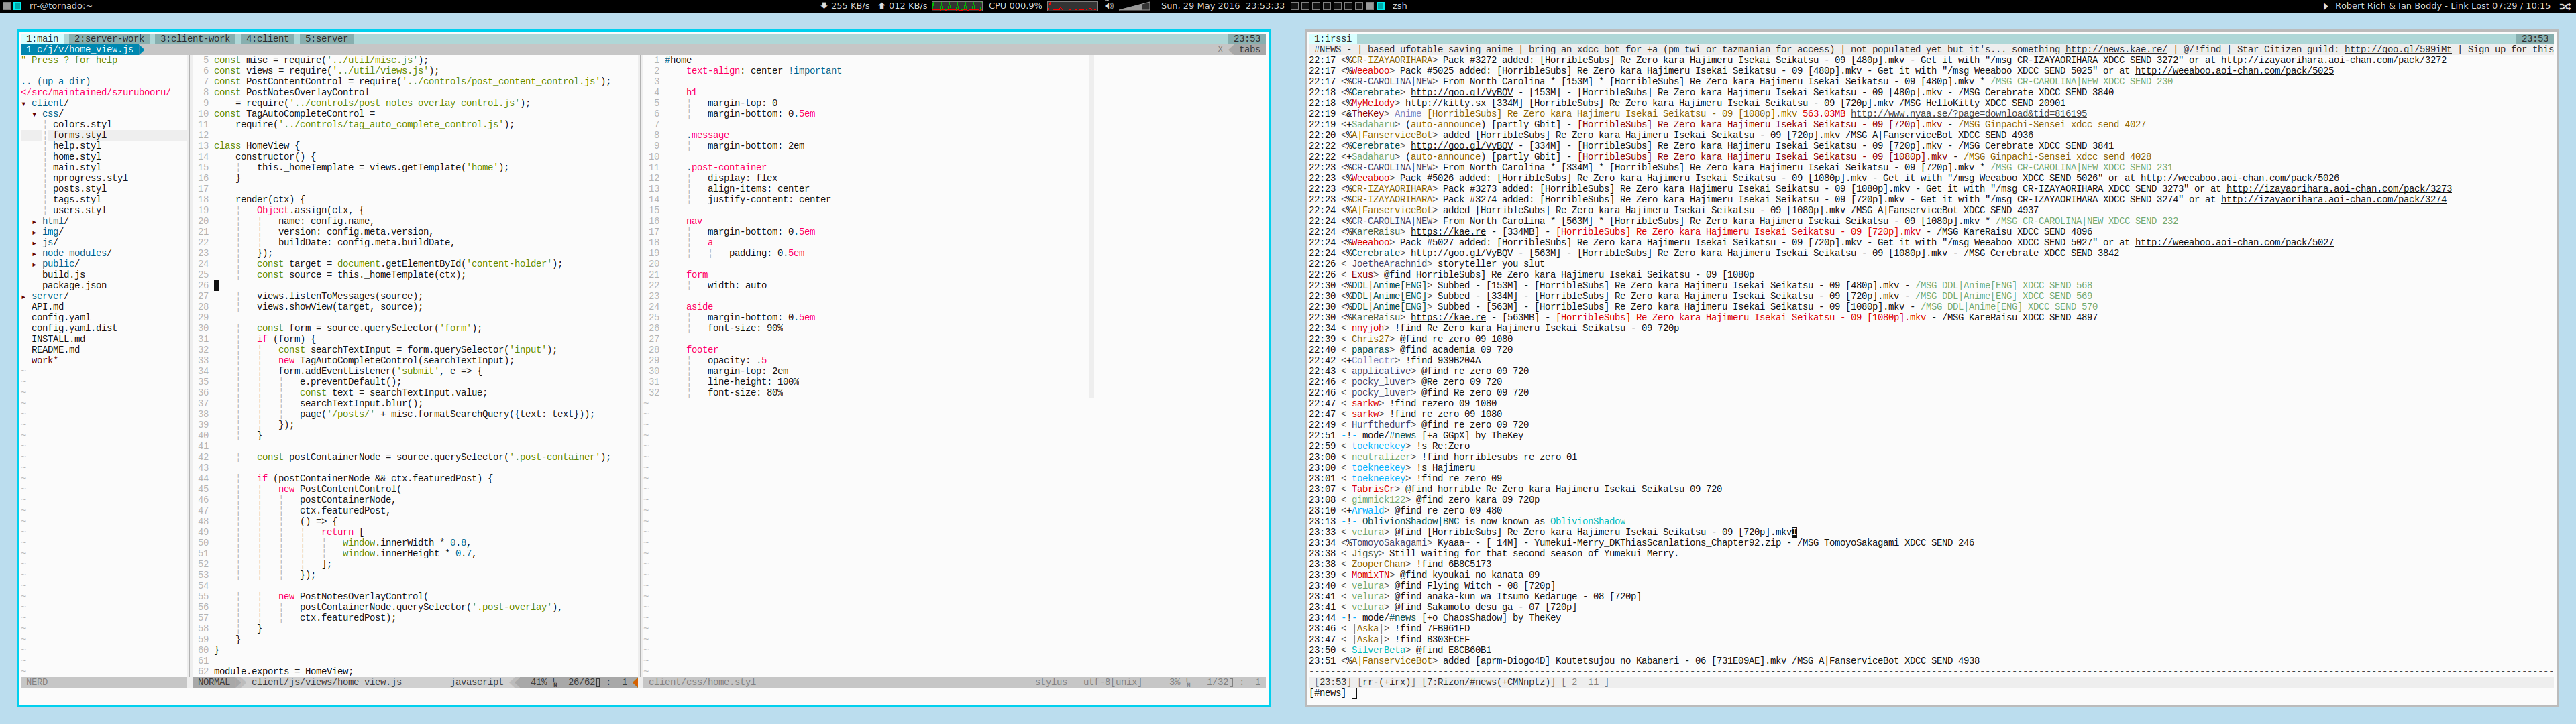 rr-@tornado:~
255 KB/s 012 KB/s CPU 000.9% Sun, 29 May 2016 23:53:33 zsh
Robert Rich & Ian Boddy - Link Lost 07:29 / 10:15
1:main 2:server-work 3:client-work 4:client 5:server 23:53
1 c/j/v/home_view.js X tabs
" Press ? for help
.. (up a dir)
</src/maintained/szurubooru/
▾ client/
▾ css/
colors.styl
forms.styl
help.styl
home.styl
main.styl
nprogress.styl
posts.styl
tags.styl
users.styl
▸ html/
▸ img/
▸ js/
▸ node_modules/
▸ public/
build.js
package.json
▸ server/
API.md
config.yaml
config.yaml.dist
INSTALL.md
README.md
work*
NERD
5 const misc = require('../util/misc.js');
6 const views = require('../util/views.js');
7 const PostContentControl = require('../controls/post_content_control.js');
8 const PostNotesOverlayControl
9 = require('../controls/post_notes_overlay_control.js');
10 const TagAutoCompleteControl =
11 require('../controls/tag_auto_complete_control.js');
12
13 class HomeView {
14 constructor() {
15 this._homeTemplate = views.getTemplate('home');
16 }
17
18 render(ctx) {
19 Object.assign(ctx, {
20 name: config.name,
21 version: config.meta.version,
22 buildDate: config.meta.buildDate,
23 });
24 const target = document.getElementById('content-holder');
25 const source = this._homeTemplate(ctx);
26
27 views.listenToMessages(source);
28 views.showView(target, source);
29
30 const form = source.querySelector('form');
31 if (form) {
32 const searchTextInput = form.querySelector('input');
33 new TagAutoCompleteControl(searchTextInput);
34 form.addEventListener('submit', e => {
35 e.preventDefault();
36 const text = searchTextInput.value;
37 searchTextInput.blur();
38 page('/posts/' + misc.formatSearchQuery({text: text}));
39 });
40 }
41
42 const postContainerNode = source.querySelector('.post-container');
43
44 if (postContainerNode && ctx.featuredPost) {
45 new PostContentControl(
46 postContainerNode,
47 ctx.featuredPost,
48 () => {
49 return [
50 window.innerWidth * 0.8,
51 window.innerHeight * 0.7,
52 ];
53 });
54
55 new PostNotesOverlayControl(
56 postContainerNode.querySelector('.post-overlay'),
57 ctx.featuredPost);
58 }
59 }
60 }
61
62 module.exports = HomeView;
NORMAL client/js/views/home_view.js javascript 41% 26/62 : 1
1 #home
2 text-align: center !important
3
4 h1
5 margin-top: 0
6 margin-bottom: 0.5em
7
8 .message
9 margin-bottom: 2em
10
11 .post-container
12 display: flex
13 align-items: center
14 justify-content: center
15
16 nav
17 margin-bottom: 0.5em
18 a
19 padding: 0.5em
20
21 form
22 width: auto
23
24 aside
25 margin-bottom: 0.5em
26 font-size: 90%
27
28 footer
29 opacity: .5
30 margin-top: 2em
31 line-height: 100%
32 font-size: 80%
client/css/home.styl stylus utf-8[unix] 3% 1/32 : 1
1:irssi 23:53
#NEWS - | based ufotable saving anime | bring an xdcc bot for +a (pm twi or tazmanian for access) | not populated yet but it's... something http://news.kae.re/ | @/!find | Star Citizen guild: http://goo.gl/599iMt | Sign up for this
22:17 <%CR-IZAYAORIHARA> Pack #3272 added: [HorribleSubs] Re Zero kara Hajimeru Isekai Seikatsu - 09 [480p].mkv - Get it with "/msg CR-IZAYAORIHARA XDCC SEND 3272" or at http://izayaorihara.aoi-chan.com/pack/3272
22:17 <%Weeaboo> Pack #5025 added: [HorribleSubs] Re Zero kara Hajimeru Isekai Seikatsu - 09 [480p].mkv - Get it with "/msg Weeaboo XDCC SEND 5025" or at http://weeaboo.aoi-chan.com/pack/5025
22:17 <%CR-CAROLINA|NEW> From North Carolina * [153M] * [HorribleSubs] Re Zero kara Hajimeru Isekai Seikatsu - 09 [480p].mkv * /MSG CR-CAROLINA|NEW XDCC SEND 230
22:18 <%Cerebrate> http://goo.gl/VyBQV - [153M] - [HorribleSubs] Re Zero kara Hajimeru Isekai Seikatsu - 09 [480p].mkv - /MSG Cerebrate XDCC SEND 3840
22:18 <%MyMelody> http://kitty.sx [334M] [HorribleSubs] Re Zero kara Hajimeru Isekai Seikatsu - 09 [720p].mkv /MSG HelloKitty XDCC SEND 20901
22:19 <&TheKey> Anime [HorribleSubs] Re Zero kara Hajimeru Isekai Seikatsu - 09 [1080p].mkv 563.03MB http://www.nyaa.se/?page=download&tid=816195
22:19 <+Sadaharu> (auto-announce) [partly Gbit] - [HorribleSubs] Re Zero kara Hajimeru Isekai Seikatsu - 09 [720p].mkv - /MSG Ginpachi-Sensei xdcc send 4027
22:20 <%A|FanserviceBot> added [HorribleSubs] Re Zero kara Hajimeru Isekai Seikatsu - 09 [720p].mkv /MSG A|FanserviceBot XDCC SEND 4936
22:22 <%Cerebrate> http://goo.gl/VyBQV - [334M] - [HorribleSubs] Re Zero kara Hajimeru Isekai Seikatsu - 09 [720p].mkv - /MSG Cerebrate XDCC SEND 3841
22:22 <+Sadaharu> (auto-announce) [partly Gbit] - [HorribleSubs] Re Zero kara Hajimeru Isekai Seikatsu - 09 [1080p].mkv - /MSG Ginpachi-Sensei xdcc send 4028
22:23 <%CR-CAROLINA|NEW> From North Carolina * [334M] * [HorribleSubs] Re Zero kara Hajimeru Isekai Seikatsu - 09 [720p].mkv * /MSG CR-CAROLINA|NEW XDCC SEND 231
22:23 <%Weeaboo> Pack #5026 added: [HorribleSubs] Re Zero kara Hajimeru Isekai Seikatsu - 09 [1080p].mkv - Get it with "/msg Weeaboo XDCC SEND 5026" or at http://weeaboo.aoi-chan.com/pack/5026
22:23 <%CR-IZAYAORIHARA> Pack #3273 added: [HorribleSubs] Re Zero kara Hajimeru Isekai Seikatsu - 09 [1080p].mkv - Get it with "/msg CR-IZAYAORIHARA XDCC SEND 3273" or at http://izayaorihara.aoi-chan.com/pack/3273
22:23 <%CR-IZAYAORIHARA> Pack #3274 added: [HorribleSubs] Re Zero kara Hajimeru Isekai Seikatsu - 09 [720p].mkv - Get it with "/msg CR-IZAYAORIHARA XDCC SEND 3274" or at http://izayaorihara.aoi-chan.com/pack/3274
22:24 <%A|FanserviceBot> added [HorribleSubs] Re Zero kara Hajimeru Isekai Seikatsu - 09 [1080p].mkv /MSG A|FanserviceBot XDCC SEND 4937
22:24 <%CR-CAROLINA|NEW> From North Carolina * [563M] * [HorribleSubs] Re Zero kara Hajimeru Isekai Seikatsu - 09 [1080p].mkv * /MSG CR-CAROLINA|NEW XDCC SEND 232
22:24 <%KareRaisu> https://kae.re - [334MB] - [HorribleSubs] Re Zero kara Hajimeru Isekai Seikatsu - 09 [720p].mkv - /MSG KareRaisu XDCC SEND 4896
22:24 <%Weeaboo> Pack #5027 added: [HorribleSubs] Re Zero kara Hajimeru Isekai Seikatsu - 09 [720p].mkv - Get it with "/msg Weeaboo XDCC SEND 5027" or at http://weeaboo.aoi-chan.com/pack/5027
22:24 <%Cerebrate> http://goo.gl/VyBQV - [563M] - [HorribleSubs] Re Zero kara Hajimeru Isekai Seikatsu - 09 [1080p].mkv - /MSG Cerebrate XDCC SEND 3842
22:26 < JoetheArachnid> storyteller you slut
22:26 < Exus> @find HorribleSubs] Re Zero kara Hajimeru Isekai Seikatsu - 09 [1080p
22:30 <%DDL|Anime[ENG]> Subbed - [153M] - [HorribleSubs] Re Zero kara Hajimeru Isekai Seikatsu - 09 [480p].mkv - /MSG DDL|Anime[ENG] XDCC SEND 568
22:30 <%DDL|Anime[ENG]> Subbed - [334M] - [HorribleSubs] Re Zero kara Hajimeru Isekai Seikatsu - 09 [720p].mkv - /MSG DDL|Anime[ENG] XDCC SEND 569
22:30 <%DDL|Anime[ENG]> Subbed - [563M] - [HorribleSubs] Re Zero kara Hajimeru Isekai Seikatsu - 09 [1080p].mkv - /MSG DDL|Anime[ENG] XDCC SEND 570
22:30 <%KareRaisu> https://kae.re - [563MB] - [HorribleSubs] Re Zero kara Hajimeru Isekai Seikatsu - 09 [1080p].mkv - /MSG KareRaisu XDCC SEND 4897
22:34 < nnyjoh> !find Re Zero kara Hajimeru Isekai Seikatsu - 09 720p
22:39 < Chris27> @find re zero 09 1080
22:40 < paparas> @find academia 09 720
22:42 <+Collectr> !find 939B204A
22:43 < applicative> @find re zero 09 720
22:46 < pocky_luver> @Re zero 09 720
22:46 < pocky_luver> @find Re zero 09 720
22:47 < sarkw> !find rezero 09 1080
22:47 < sarkw> !find re zero 09 1080
22:49 < Hurfthedurf> @find re zero 09 720
22:51 -!- mode/#news [+a GGpX] by TheKey
22:59 < toekneekey> !s Re:Zero
23:00 < neutralizer> !find horriblesubs re zero 01
23:00 < toekneekey> !s Hajimeru
23:01 < toekneekey> !find re zero 09
23:07 < TabrisCr> @find horrible Re Zero kara Hajimeru Isekai Seikatsu 09 720
23:08 < gimmick122> @find zero kara 09 720p
23:10 <+Arwald> @find re zero 09 480
23:13 -!- OblivionShadow|BNC is now known as OblivionShadow
23:33 < velura> @find [HorribleSubs] Re Zero kara Hajimeru Isekai Seikatsu - 09 [720p].mkv
23:34 <%TomoyoSakagami> Kyaaa~ - [ 14M] - Yumekui-Merry_DKThiasScanlations_Chapter92.zip - /MSG TomoyoSakagami XDCC SEND 246
23:38 < Jigsy> Still waiting for that second season of Yumekui Merry.
23:38 < ZooperChan> !find 6B8C5173
23:39 < MomixTN> @find kyoukai no kanata 09
23:40 < velura> @find Flying Witch - 08 [720p]
23:41 < velura> @find anaka-kun wa Itsumo Kedaruge - 08 [720p]
23:41 < velura> @find Sakamoto desu ga - 07 [720p]
23:44 -!- mode/#news [+o ChaosShadow] by TheKey
23:46 < |Aska|> !find 7FB961FD
23:47 < |Aska|> !find B303ECEF
23:50 < SilverBeta> @find E8CB60B1
23:51 <%A|FanserviceBot> added [aprm-Diogo4D] Koutetsujou no Kabaneri - 06 [731E09AE].mkv /MSG A|FanserviceBot XDCC SEND 4938
[23:53] [rr-(+irx)] [7:Rizon/#news(+CMNpptz)] [ 2 11 ]
[#news]